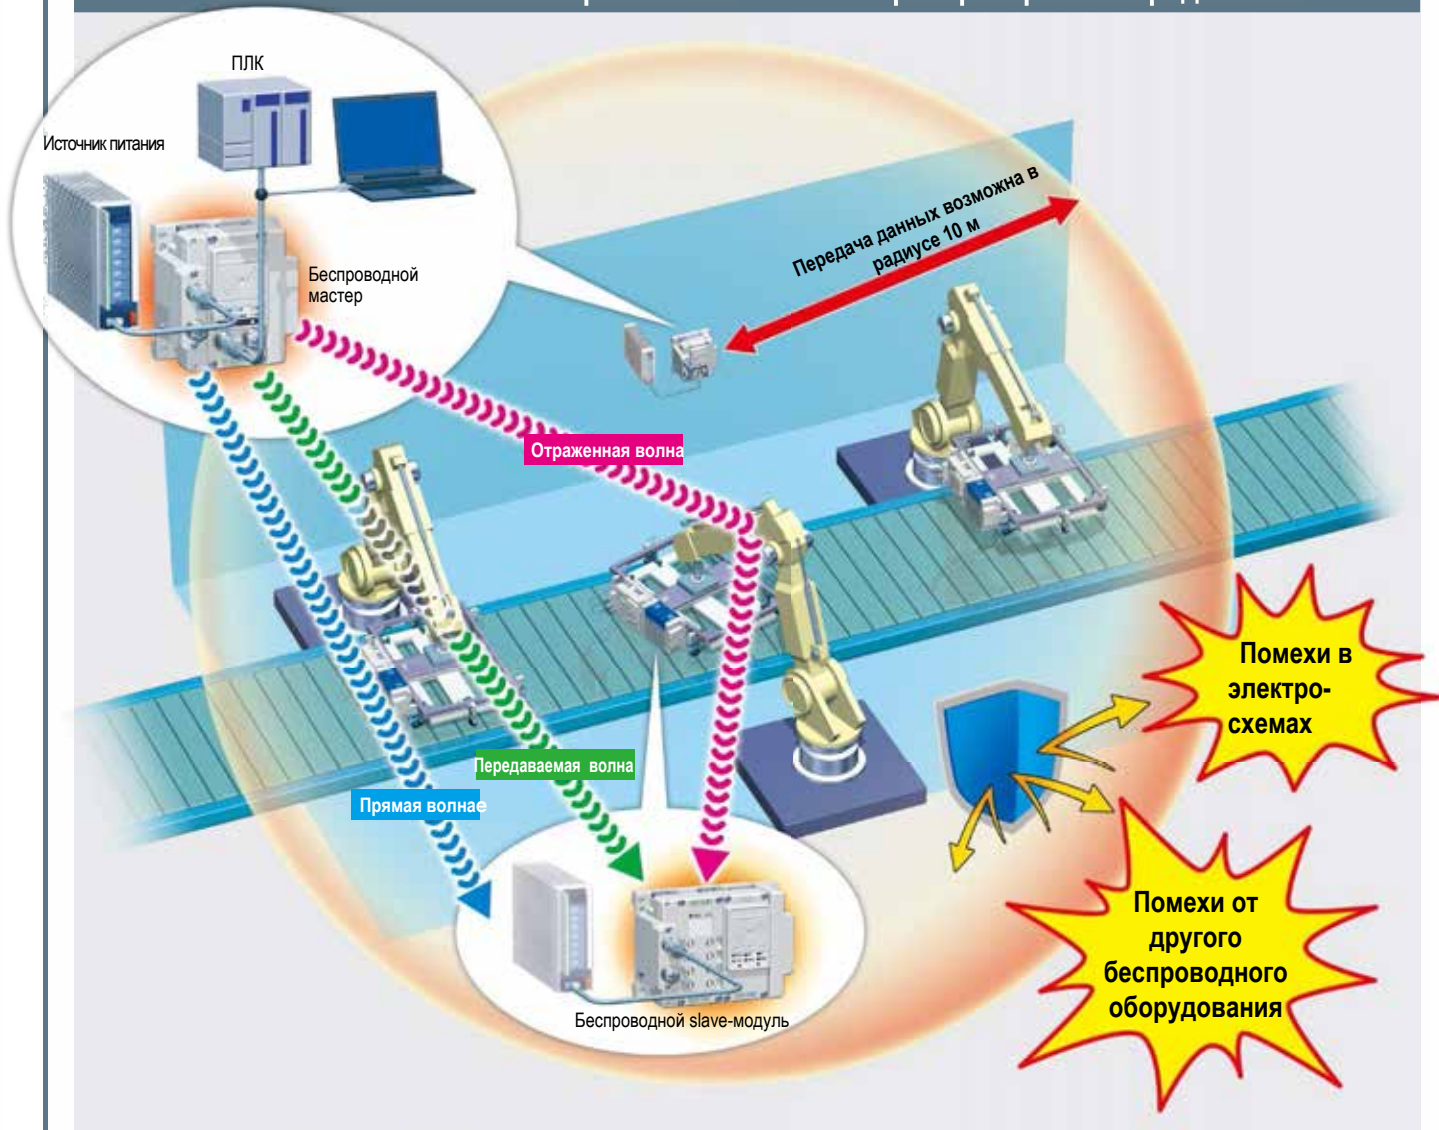 ПЛК
Источник питания
Беспроводной
мастер
Передача данных возможна в
радиусе 10 м
Отраженная волна
Передаваемая волна
Прямая волнае
Помехи в
электро-
схемах
Помехи от
другого
беспроводного
оборудования
Беспроводной slave-модуль